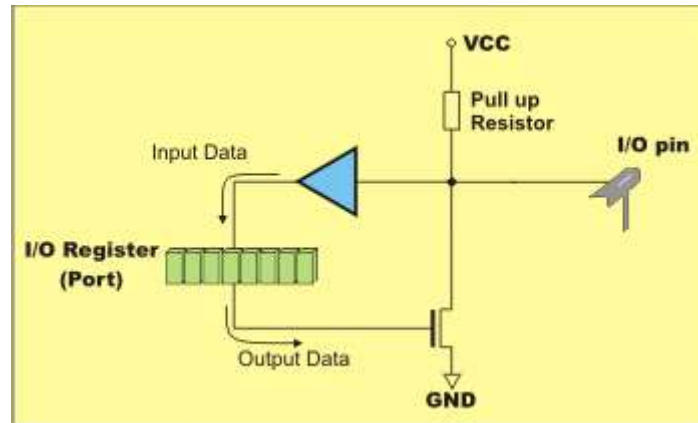 VCC
Pull up
Resistor
I/O pin
Input Data
I/O Register
(Port)
Output Data
GND